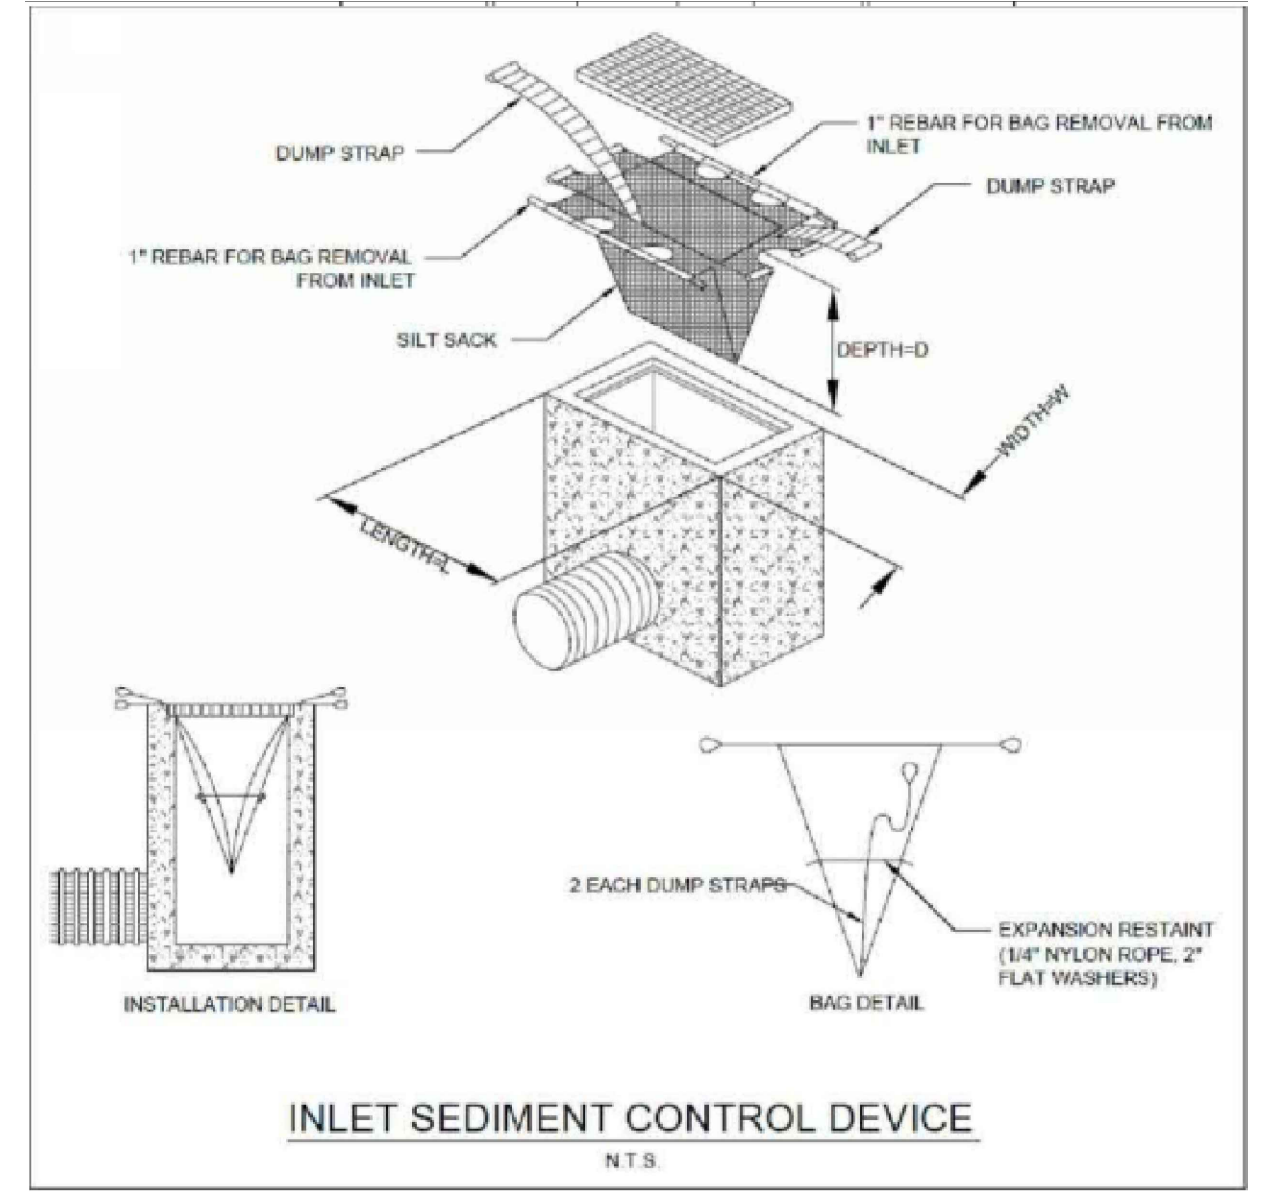 1" REBAR FOR BAG REMOVAL FROM
INLET
DUMP STRAP
DUMP STRAP
1" REBAR FOR BAG REMOVAL
FROM INLET
SILT SACK
DEPTH=D
WIDTH=W
LENGTH=L
2 EACH DUMP STRAPS
EXPANSION RESTAINT
(1/4" NYLON ROPE, 2"
FLAT WASHERS)
INSTALLATION DETAIL
BAG DETAIL
INLET SEDIMENT CONTROL DEVICE
N.T.S.